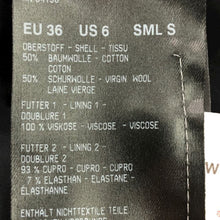 EU 36 US 6 SML S
OBERSTOFF - SHELL - TISSU
50% BAUMWOLLE - COTTON
COTON
50% SCHURWOLLE - VIRGIN WOOL
LAINE VIERGE
FUTTER 1 - LINING 1 -
DOUBLURE 1
100 % VISKOSE - VISCOSE - VISCOSE
FUTTER 2 - LINING 2 -
DOUBLURE 2
93 % CUPRO - CUPRO - CUPRO
7 % ELASTHAN - ELASTANE -
ÉLASTHANNE
ENTHÄLT NICHTTEXTILE TEILE
W